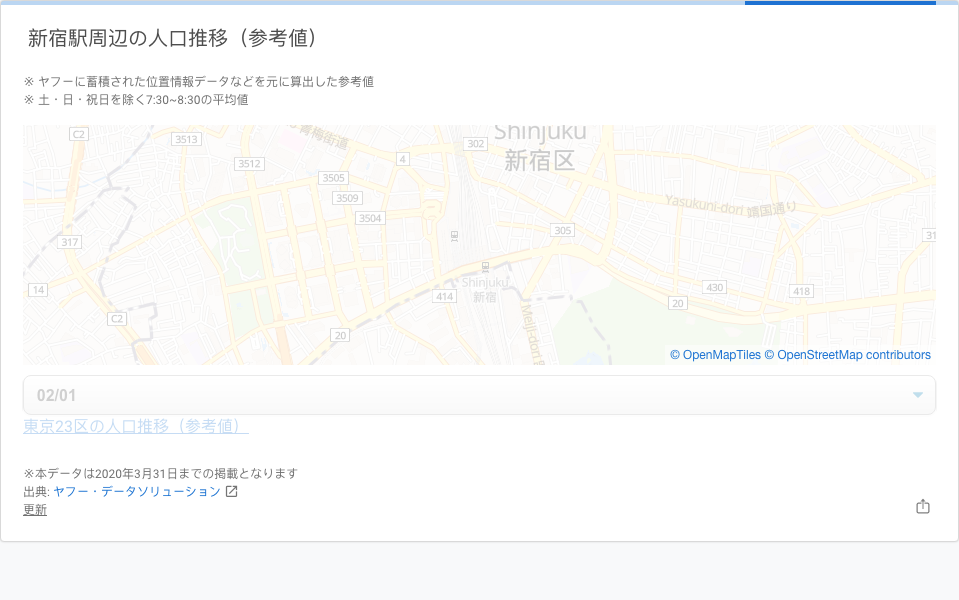 新宿駅周辺の人口推移（参考値）
※ ヤフーに蓄積された位置情報データなどを元に算出した参考値
※ 土・日・祝日を除く7:30~8:30の平均値
C2
3513
青梅街道
302
Shinjuku
新宿区
3512
4
3505
3509
3504
Yasukuni-dori 靖国通り
317
305
31
14
414
Shinjuku
新宿
430
418
20
C2
20
Meiji-dori
© OpenMapTiles © OpenStreetMap contributors
02/01
東京23区の人口推移（参考値）
※本データは2020年3月31日までの掲載となります
出典: ヤフー・データソリューション
更新